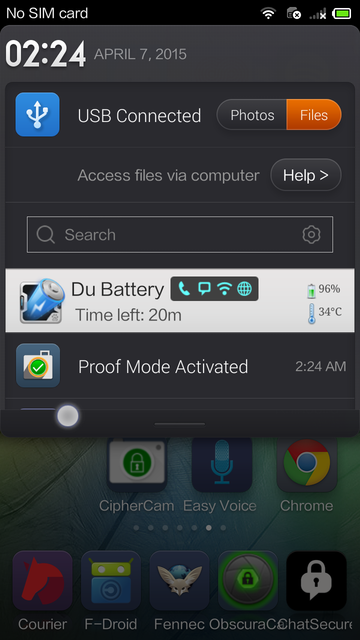 No SIM card
02:24 APRIL 7, 2015
USB Connected Photos Files
Access files via computer Help >
Search
Du Battery 96%
Time left: 20m 34°C
Proof Mode Activated 2:24 AM
CipherCam Easy Voice Chrome
Courier F-Droid Fennec ObscuraCa ChatSecure